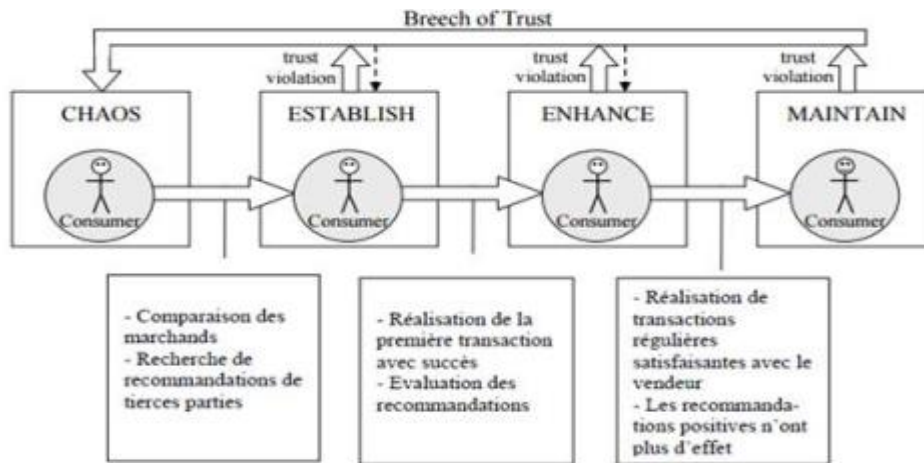 Breech of Trust
trust
violation
trust
violation
trust
violation
CHAOS
ESTABLISH
ENHANCE
MAINTAIN
Consumer
Consumer
Consumer
Consumer
- Comparaison des
marchands
- Recherche de
recommandations de
tierces parties
- Réalisation de la
première transaction
avec succès
- Evaluation des
recommandations
- Réalisation de
transactions
régulières
satisfaisantes avec le
vendeur
- Les recommanda-
tions positives n'ont
plus d'effet